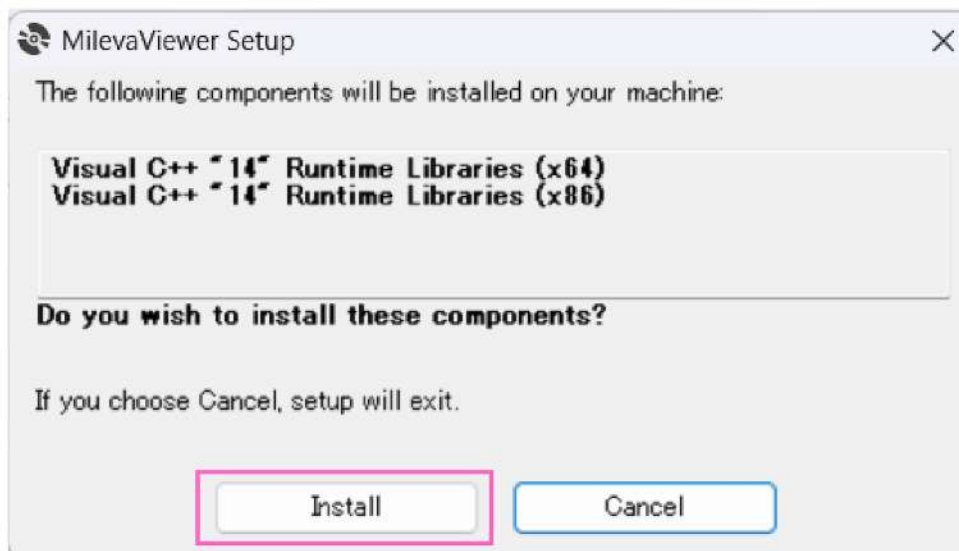 MilevaViewer Setup
The following components will be installed on your machine:
Visual C++ "14" Runtime Libraries (x64)
Visual C++ "14" Runtime Libraries (x86)
Do you wish to install these components?
If you choose Cancel, setup will exit.
Install Cancel